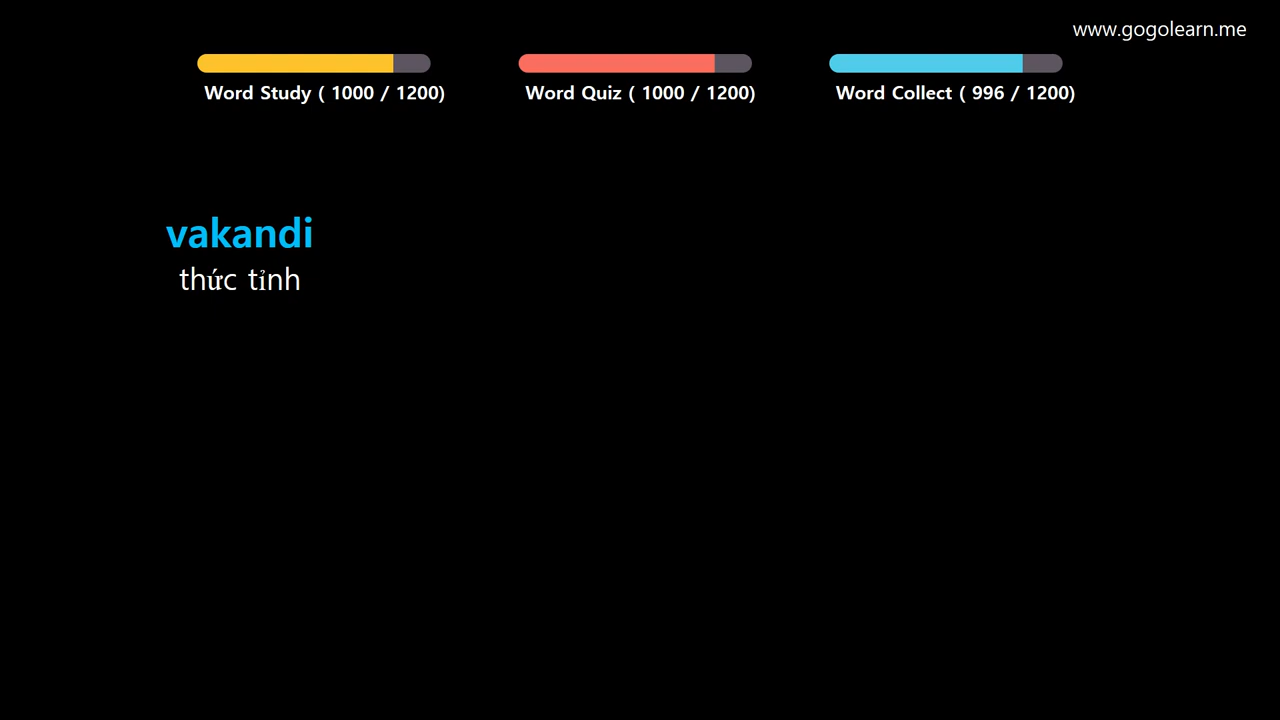 www.gogolearn.me
Word Study ( 1000 / 1200)
Word Quiz ( 1000 / 1200)
Word Collect ( 996 / 1200)
vakandi
thức tỉnh